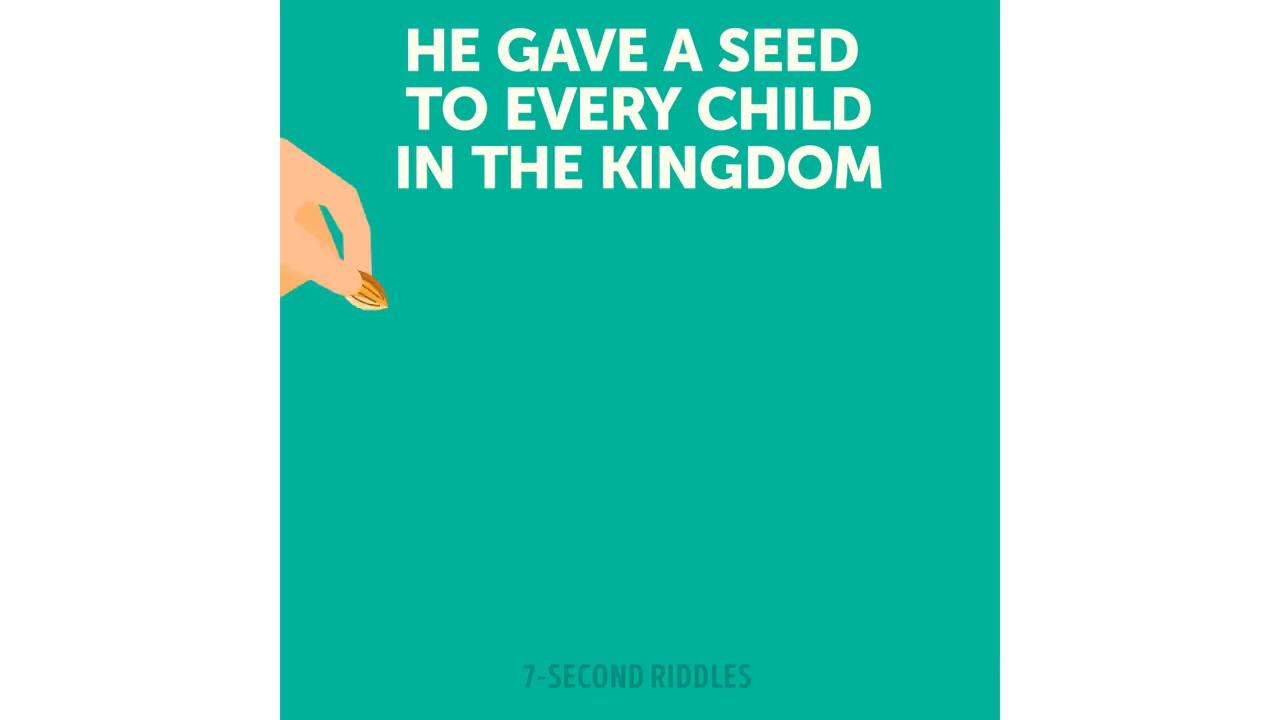 HE GAVE A SEED
TO EVERY CHILD
IN THE KINGDOM
7-SECOND RIDDLES